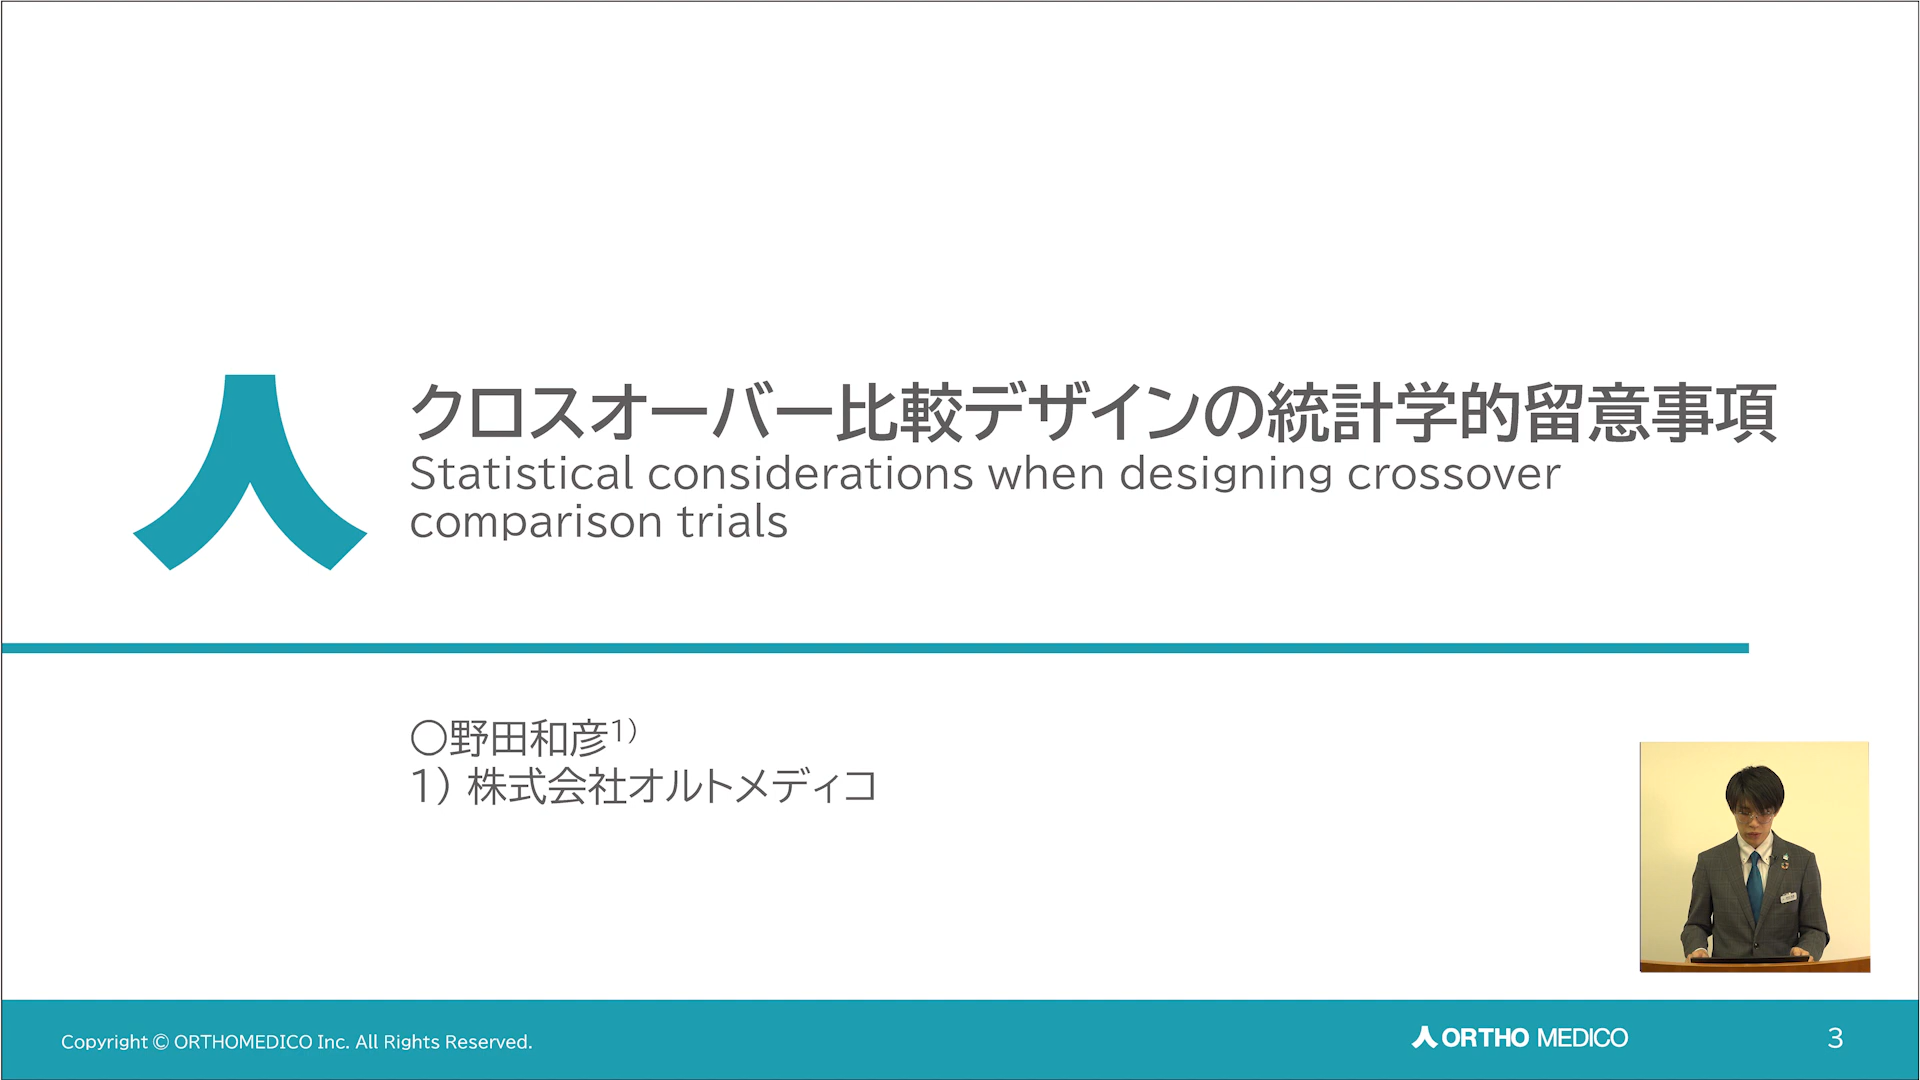 クロスオーバー比較デザインの統計学的留意事項
Statistical considerations when designing crossover
comparison trials
〇野田和彦1)
1) 株式会社オルトメディコ
Copyright © ORTHOMEDICO Inc. All Rights Reserved.
ORTHO MEDICO
3